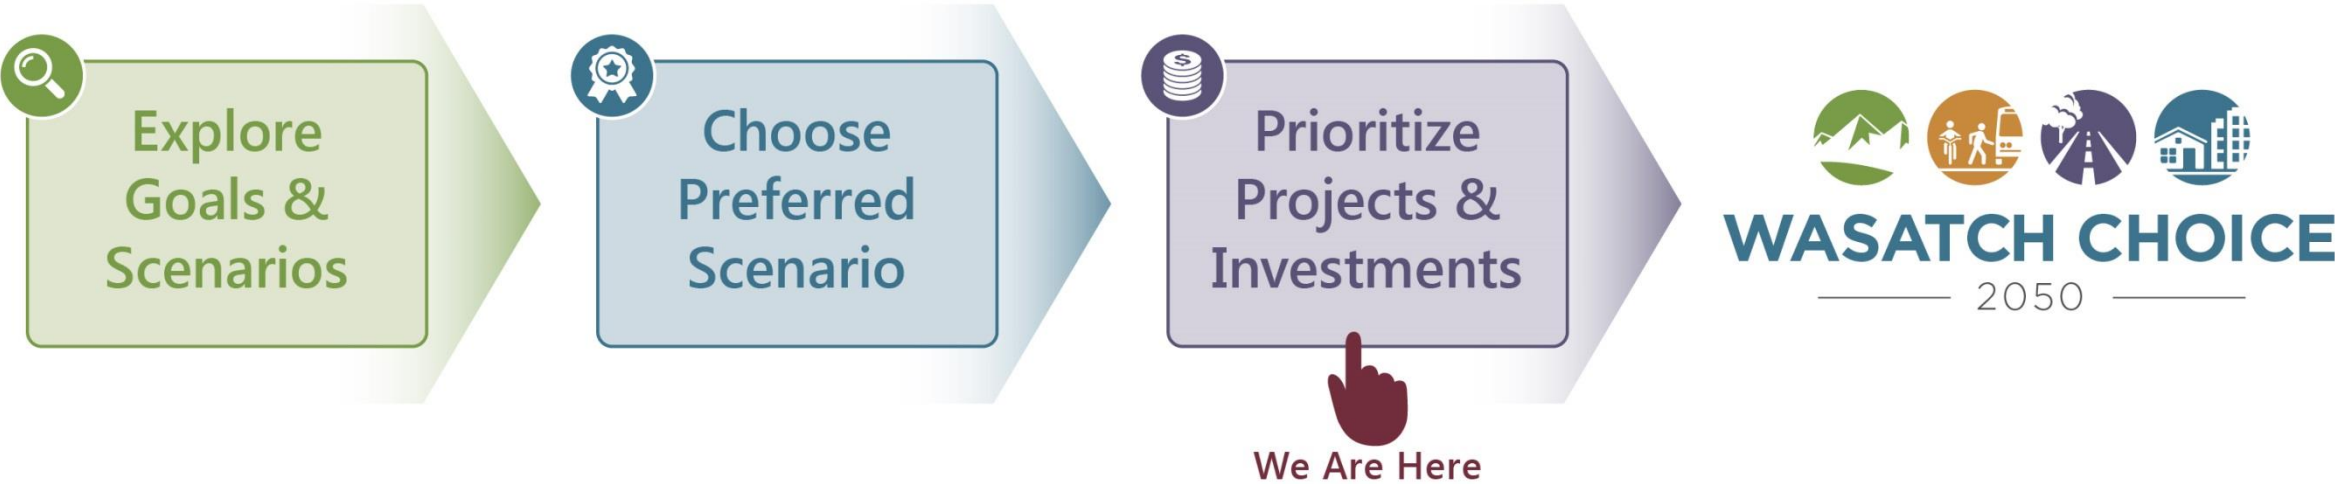 Explore
Goals &
Scenarios
Choose
Preferred
Scenario
$
Prioritize
Projects &
Investments
We Are Here
WASATCH CHOICE
2050